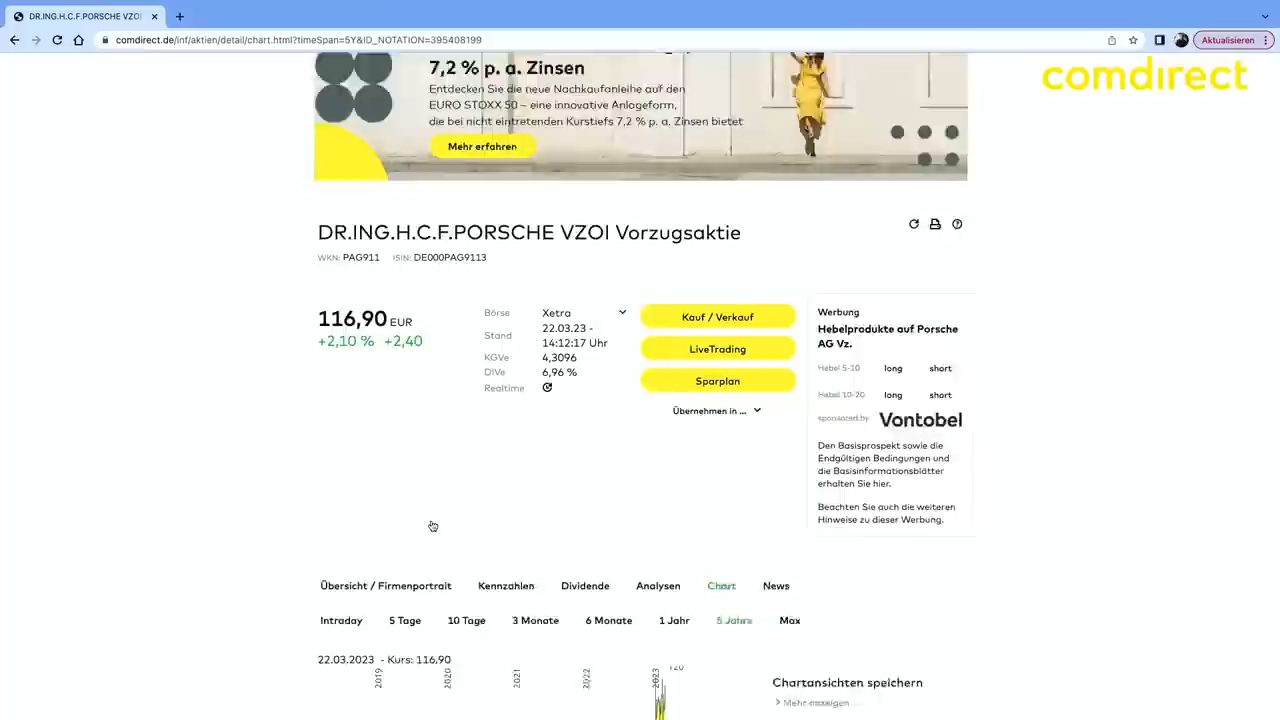 DR.ING.H.C.F.PORSCHE VZO
comdirect.de/inf/aktien/detail/chart.html?timeSpan=5Y&ID_NOTATION=395408199
Aktualisieren
comdirect
7,2 % p. a. Zinsen
Entdecken Sie die neue Nachkaufanleihe auf den
EURO STOXX 50 – eine innovative Anlageform,
die bei nicht eintretenden Kurstiefs 7,2 % p. a. Zinsen bietet
Mehr erfahren
DR.ING.H.C.F.PORSCHE VZOI Vorzugsaktie
WKN: PAG911 ISIN: DE000PAG9113
116,90 EUR
+2,10 % +2,40
Börse Xetra
Stand 22.03.23 -
14:12:17 Uhr
KGVe 4,3096
DIVe 6,96 %
Realtime
Kauf / Verkauf
LiveTrading
Sparplan
Übernehmen in ...
Werbung
Hebelprodukte auf Porsche
AG Vz.
Hebel 5-10 long short
Hebel 10-20 long short
sponsored by Vontobel
Den Basisprospekt sowie die
Endgültigen Bedingungen und
die Basisinformationsblätter
erhalten Sie hier.
Beachten Sie auch die weiteren
Hinweise zu dieser Werbung.
Übersicht / Firmenportrait Kennzahlen Dividende Analysen Chart News
Intraday 5 Tage 10 Tage 3 Monate 6 Monate 1 Jahr 5 Jahre Max
22.03.2023 - Kurs: 116,90
2019 2020 2021 2022 2023 120
Chartansichten speichern
Mehr anzeigen